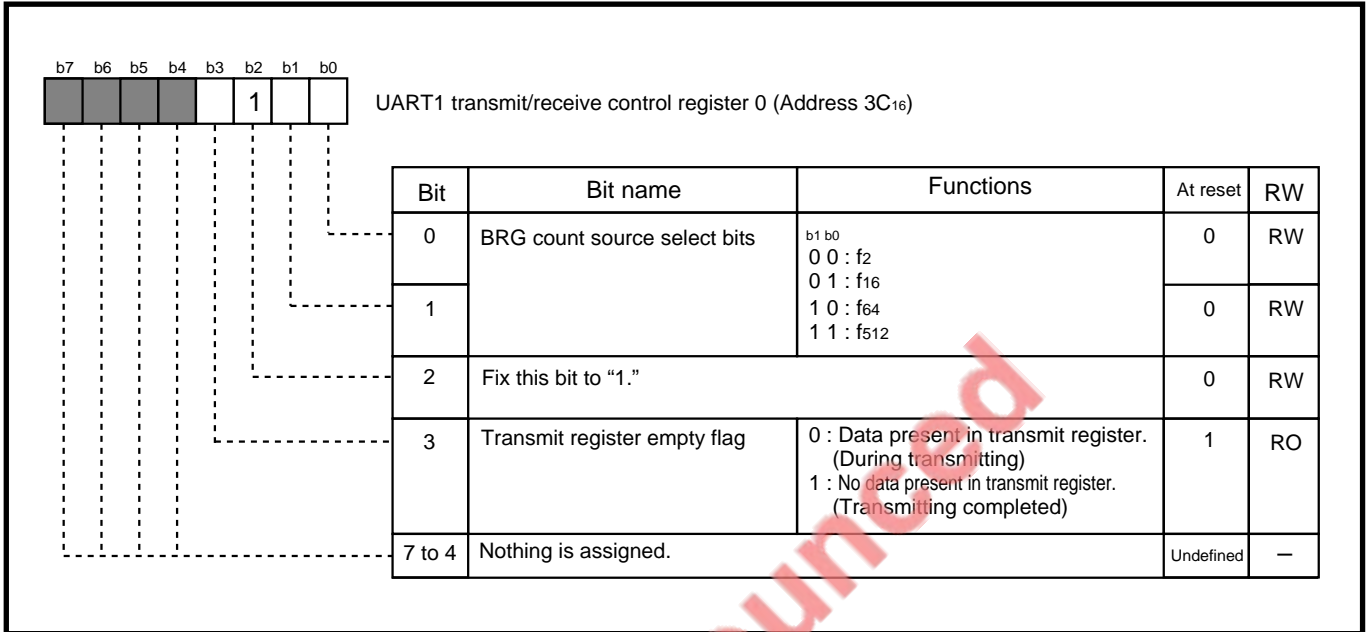 b7 b6 b5 b4 b3 b2 b1 b0
1
UART1 transmit/receive control register 0 (Address 3C16)
Bit Bit name Functions At reset RW
0 BRG count source select bits b1 b0 0 RW
0 0 : f2
0 1 : f16
1 1 0 : f64 0 RW
1 1 : f512
2 Fix this bit to “1.” 0 RW
3 Transmit register empty flag 0 : Data present in transmit register. 1 RO
(During transmitting)
1 : No data present in transmit register.
(Transmitting completed)
7 to 4 Nothing is assigned. Undefined –